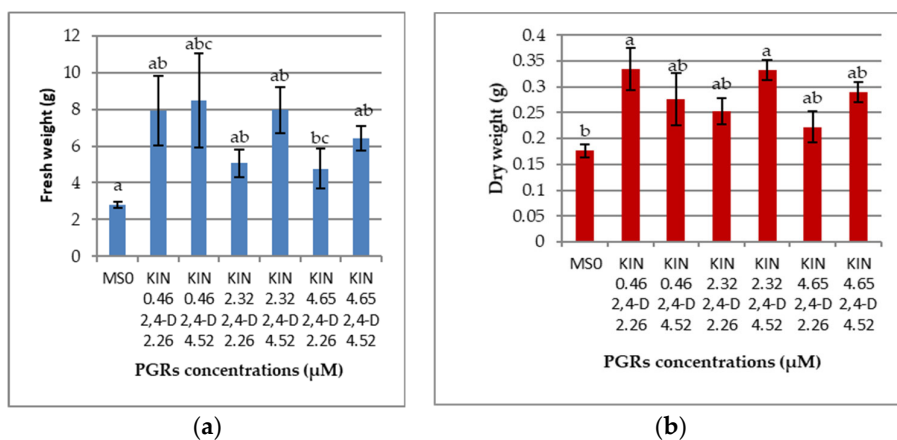 12
10
8
6
4
2
0
Fresh weight (g)
a
ab
abc
ab
ab
bc
ab
MS0 KIN KIN KIN KIN KIN KIN
0.46 0.46 2.32 2.32 4.65 4.65
2,4-D 2,4-D 2,4-D 2,4-D 2,4-D 2,4-D
2.26 4.52 2.26 4.52 2.26 4.52
PGRs concentrations (µM)
(a)
0.4
0.35
0.3
0.25
0.2
0.15
0.1
0.05
0
Dry weight (g)
b
a
ab
ab
a
ab
ab
MS0 KIN KIN KIN KIN KIN KIN
0.46 0.46 2.32 2.32 4.65 4.65
2,4-D 2,4-D 2,4-D 2,4-D 2,4-D 2,4-D
2.26 4.52 2.26 4.52 2.26 4.52
PGRs concentrations (µM)
(b)